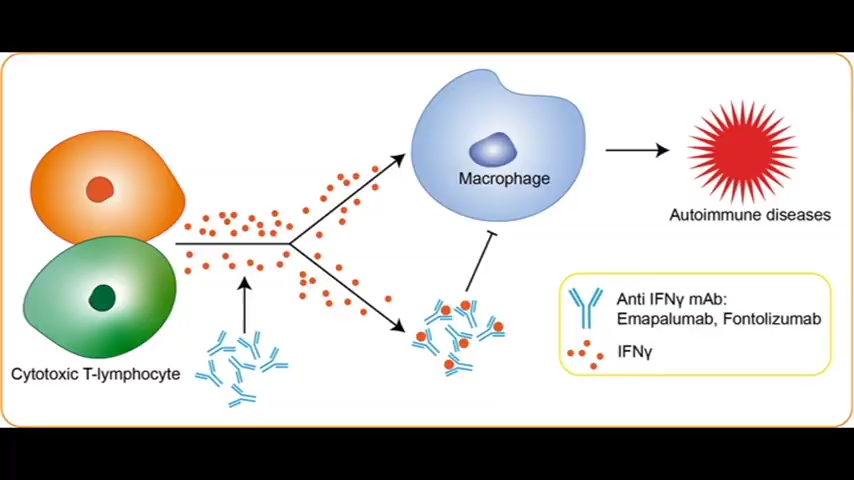 Macrophage
Autoimmune diseases
Cytotoxic T-lymphocyte
Anti IFNγ mAb:
Emapalumab, Fontolizumab
IFNγ